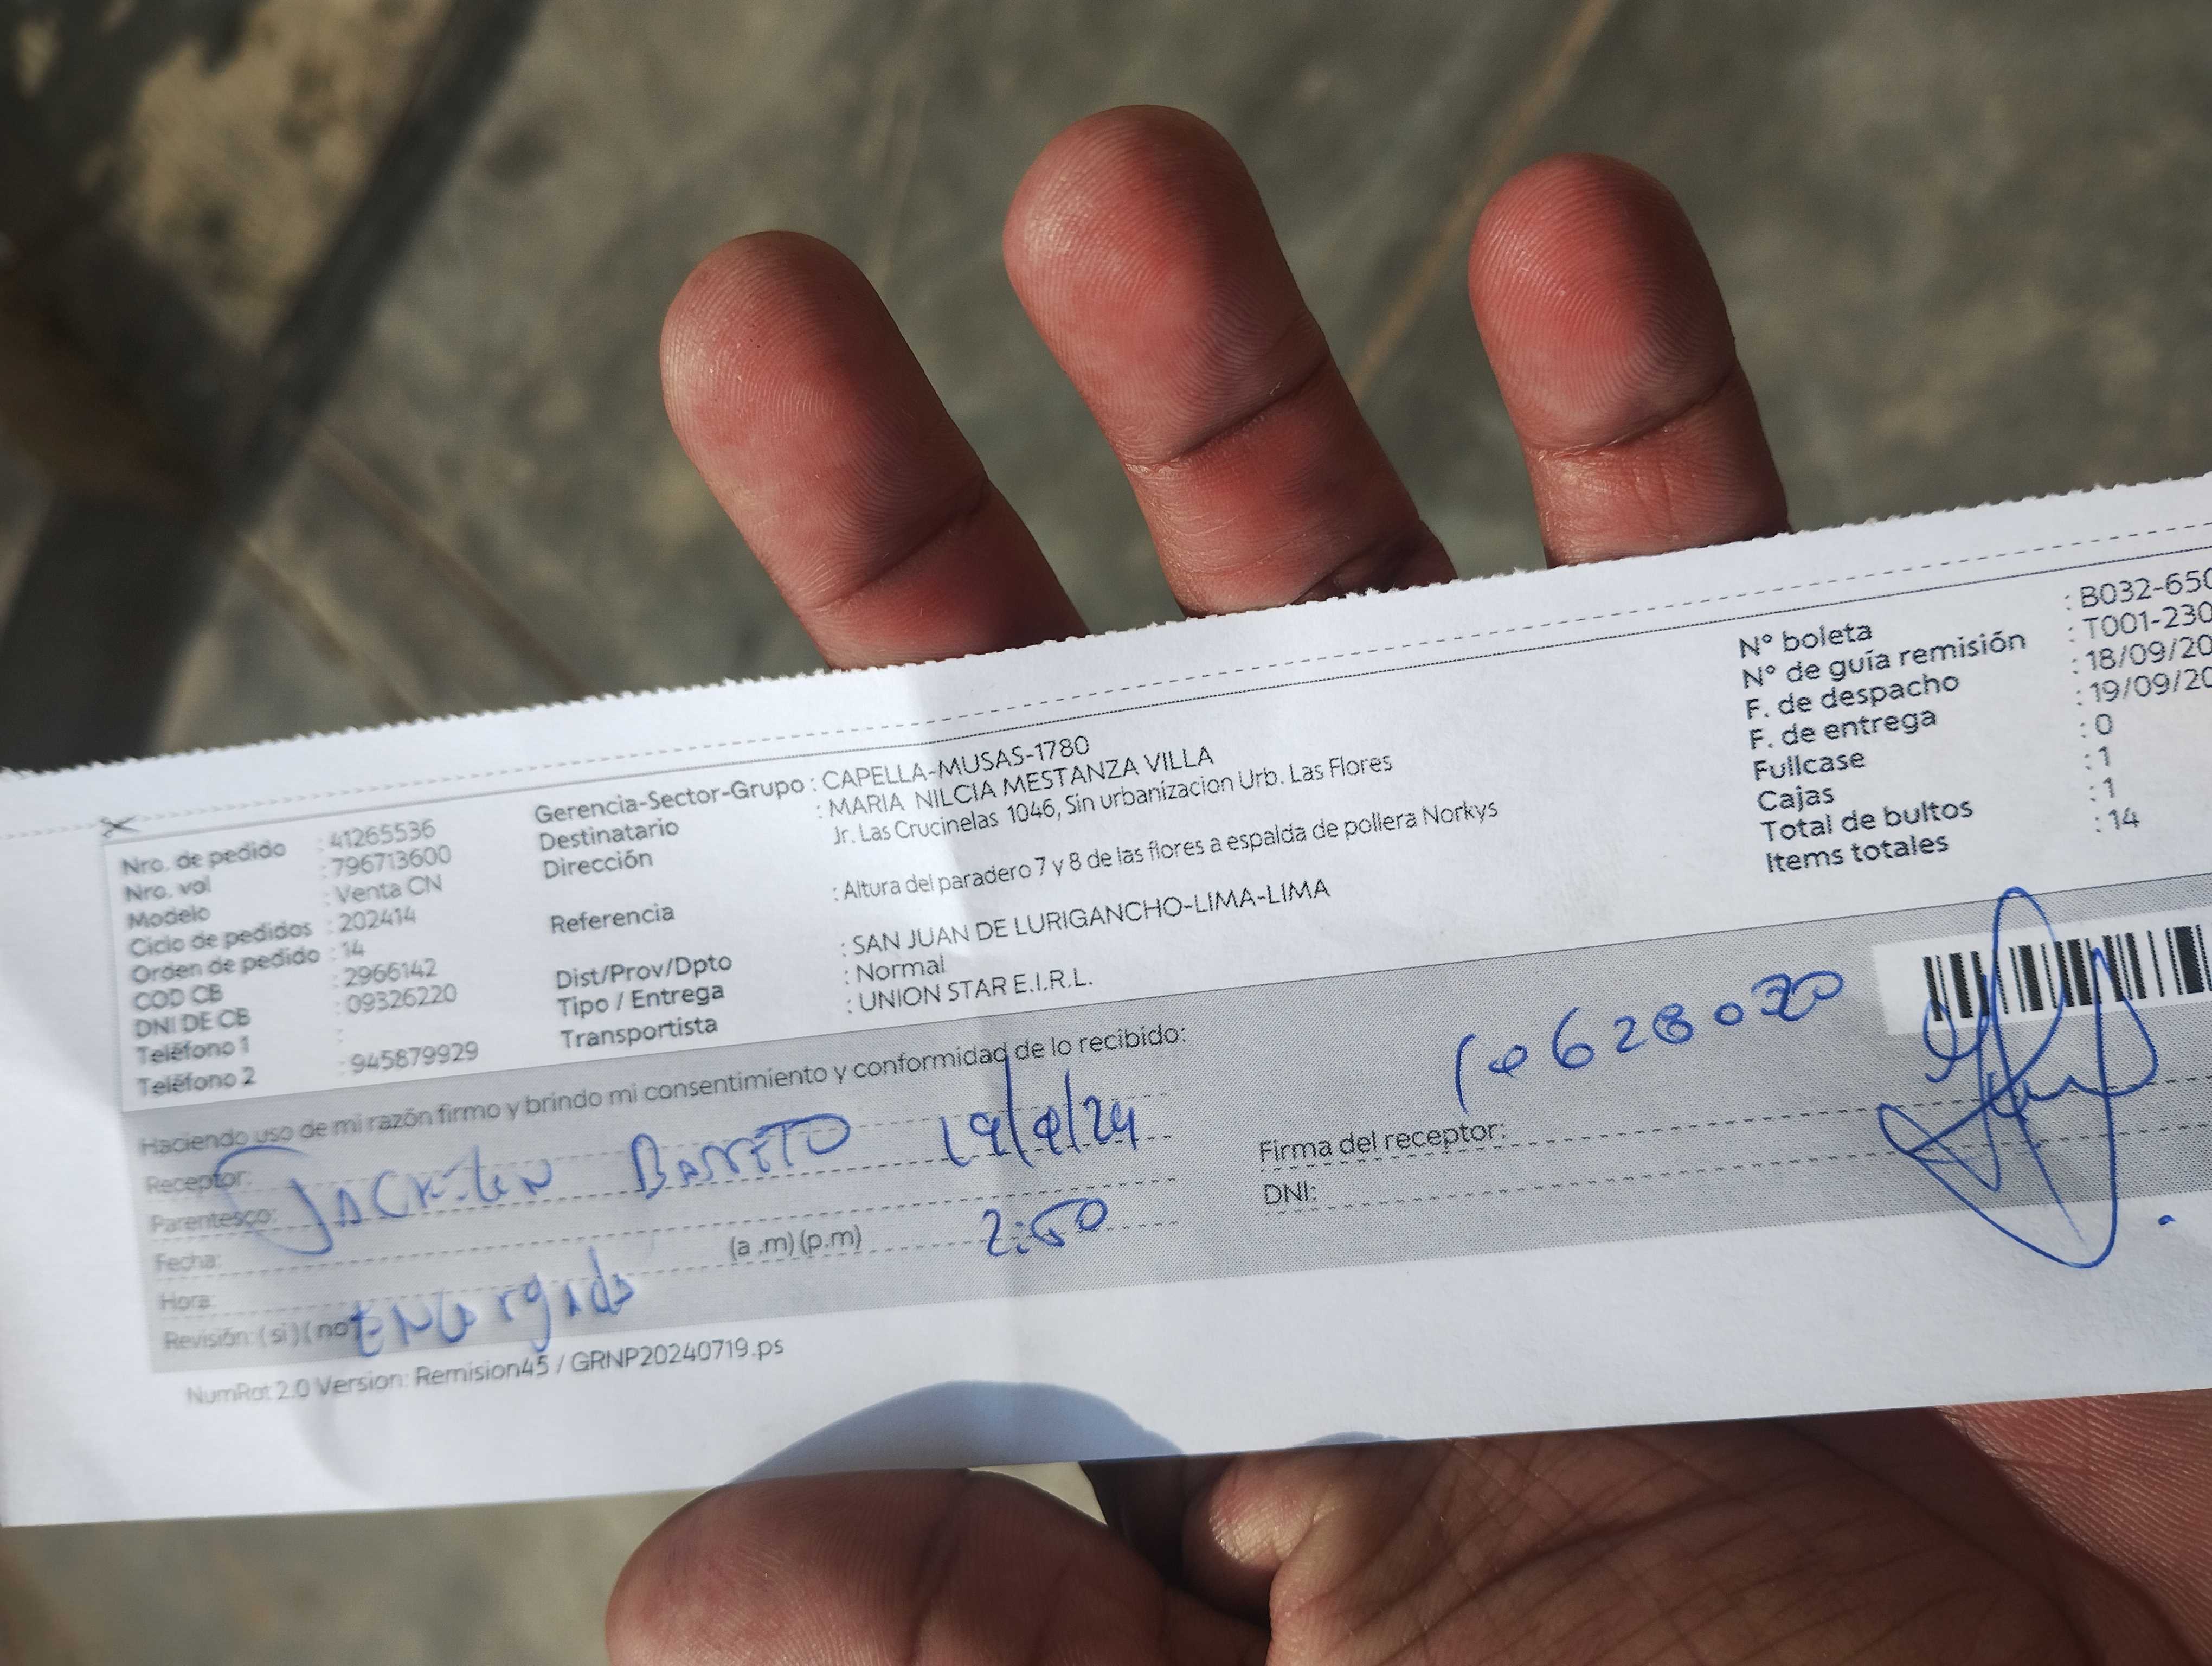 Nro. de pedido : 41265536
Nro. val : 796713600
Modelo : Venta CN
Ciclo de pedidos : 202414
Orden de pedido : 14
COD CB : 2966142
DNI DE CB : 09326220
Teléfono 1 :
Teléfono 2 : 945879929
Gerencia-Sector-Grupo : CAPELLA-MUSAS-1780
Destinatario : MARIA NILCIA MESTANZA VILLA
Dirección Jr. Las Crucinelas 1046, Sin urbanizacion Urb. Las Flores
Referencia : Altura del paradero 7 y 8 de las flores a espalda de pollera Norkys
Dist/Prov/Dpto : SAN JUAN DE LURIGANCHO-LIMA-LIMA
Tipo / Entrega : Normal
Transportista : UNION STAR E.I.R.L.
N° boleta : B032-650
N° de guía remisión : T001-230
F. de despacho : 18/09/20
F. de entrega : 19/09/20
Fullcase : 0
Cajas : 1
Total de bultos : 1
Items totales : 14
Haciendo uso de mi razón firmo y brindo mi consentimiento y conformidad de lo recibido:
Receptor:
Parentesco:
Fecha:
Hora: (a .m) (p.m)
Revisión: ( si ) ( no
BARRETO 19/9/24
2:50
Encargado
Firma del receptor:
DNI:
NumRat 2.0 Version: Remision45 / GRNP20240719.ps